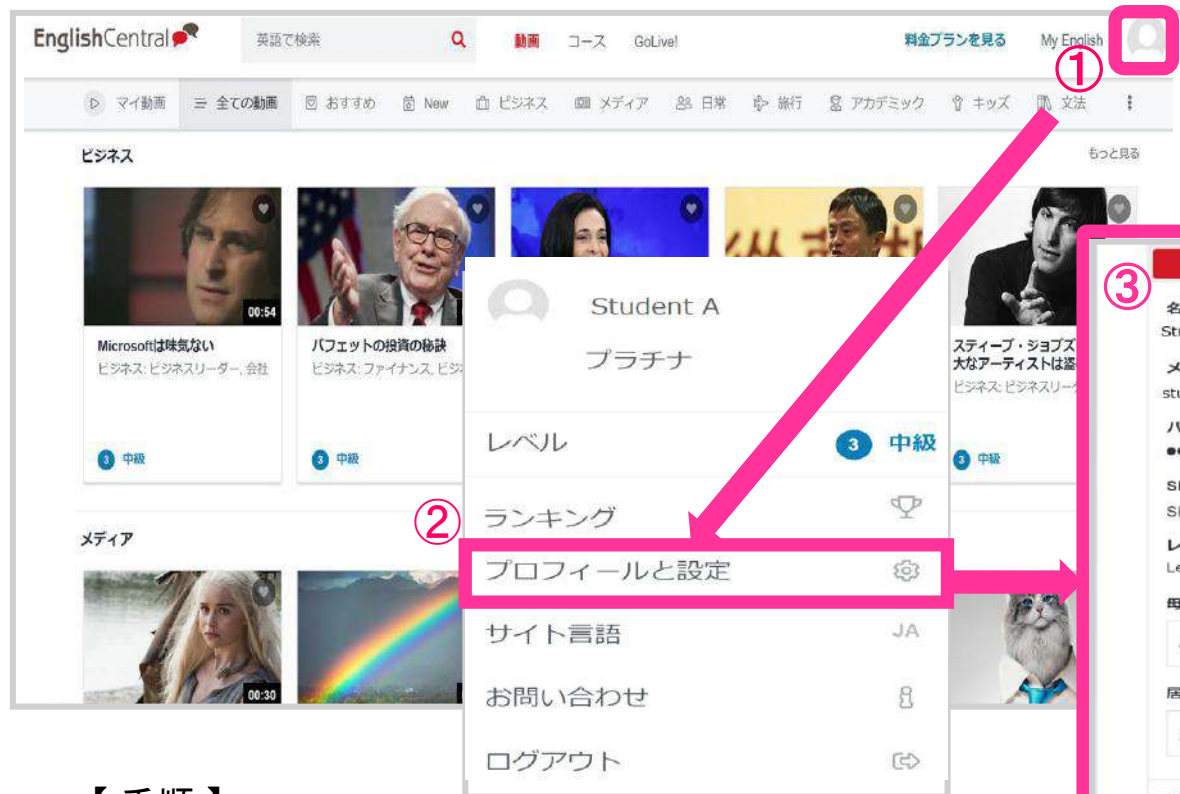 EnglishCentral
英語で検索
動画 コース GoLive!
料金プランを見る My English
①
マイ動画 全ての動画 おすすめ New ビジネス メディア 日常 旅行 アカデミック キッズ 文法
ビジネス もっと見る
00:54
Microsoftは味気ない
ビジネス: ビジネスリーダー, 会社
3 中級
バフェットの投資の秘訣
ビジネス: ファイナンス, ビジ
3 中級
スティーブ・ジョブズ
大なアーティストは盗
ビジネス: ビジネスリー
3 中級
メディア
00:30
Student A
プラチナ
レベル 3 中級
②
ランキング
プロフィールと設定
サイト言語 JA
お問い合わせ
ログアウト
③
名
メ
パ
レ
母
居
【手順】